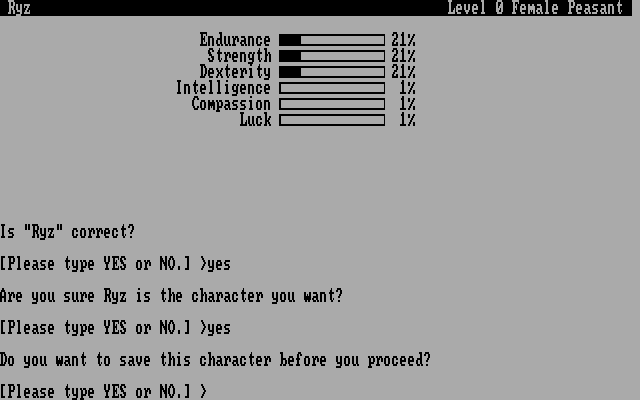 Ryz Level 0 Female Peasant
Endurance 21%
Strength 21%
Dexterity 21%
Intelligence 1%
Compassion 1%
Luck 1%
Is "Ryz" correct?
[Please type YES or NO.] >yes
Are you sure Ryz is the character you want?
[Please type YES or NO.] >yes
Do you want to save this character before you proceed?
[Please type YES or NO.] >